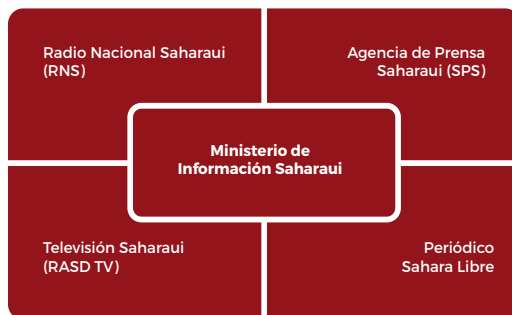 Radio Nacional Saharaui
(RNS)
Agencia de Prensa
Saharaui (SPS)
Ministerio de
Información Saharaui
Televisión Saharaui
(RASD TV)
Periódico
Sahara Libre